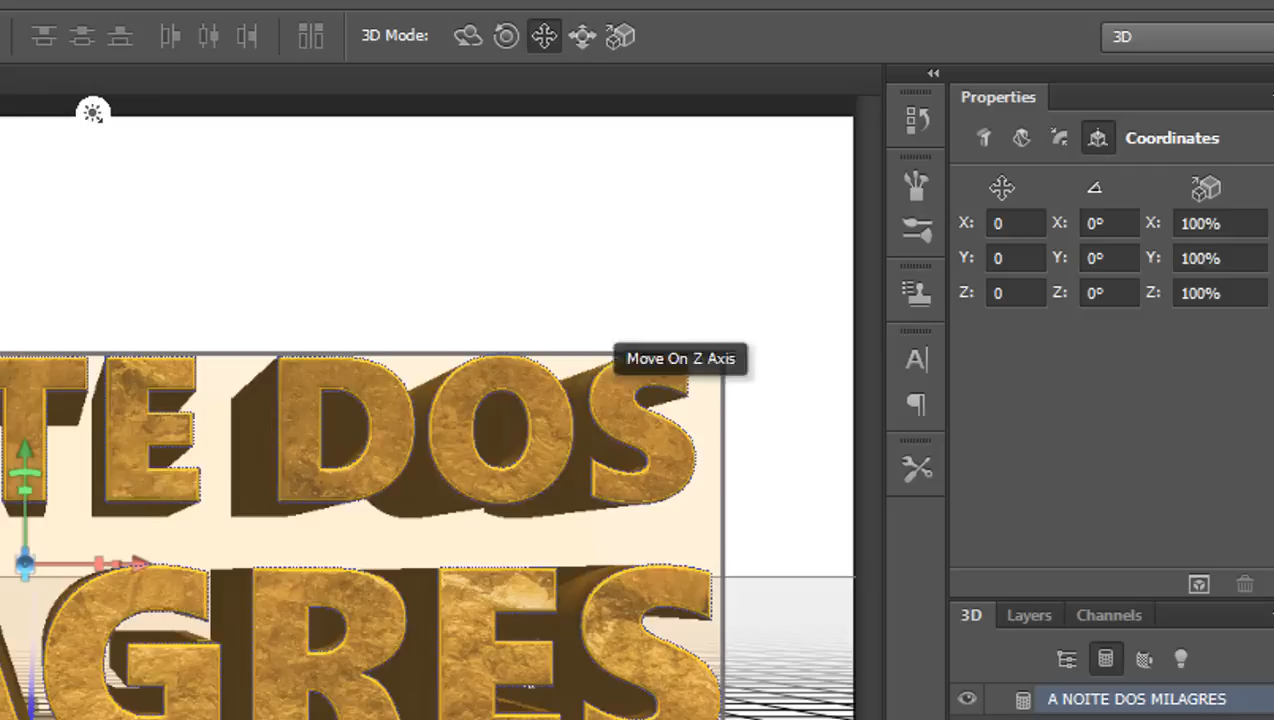 3D Mode:
3D
Properties
Coordinates
X: 0 X: 0° X: 100%
Y: 0 Y: 0° Y: 100%
Z: 0 Z: 0° Z: 100%
Move On Z Axis
TE DOS
AGRES
3D Layers Channels
A NOITE DOS MILAGRES